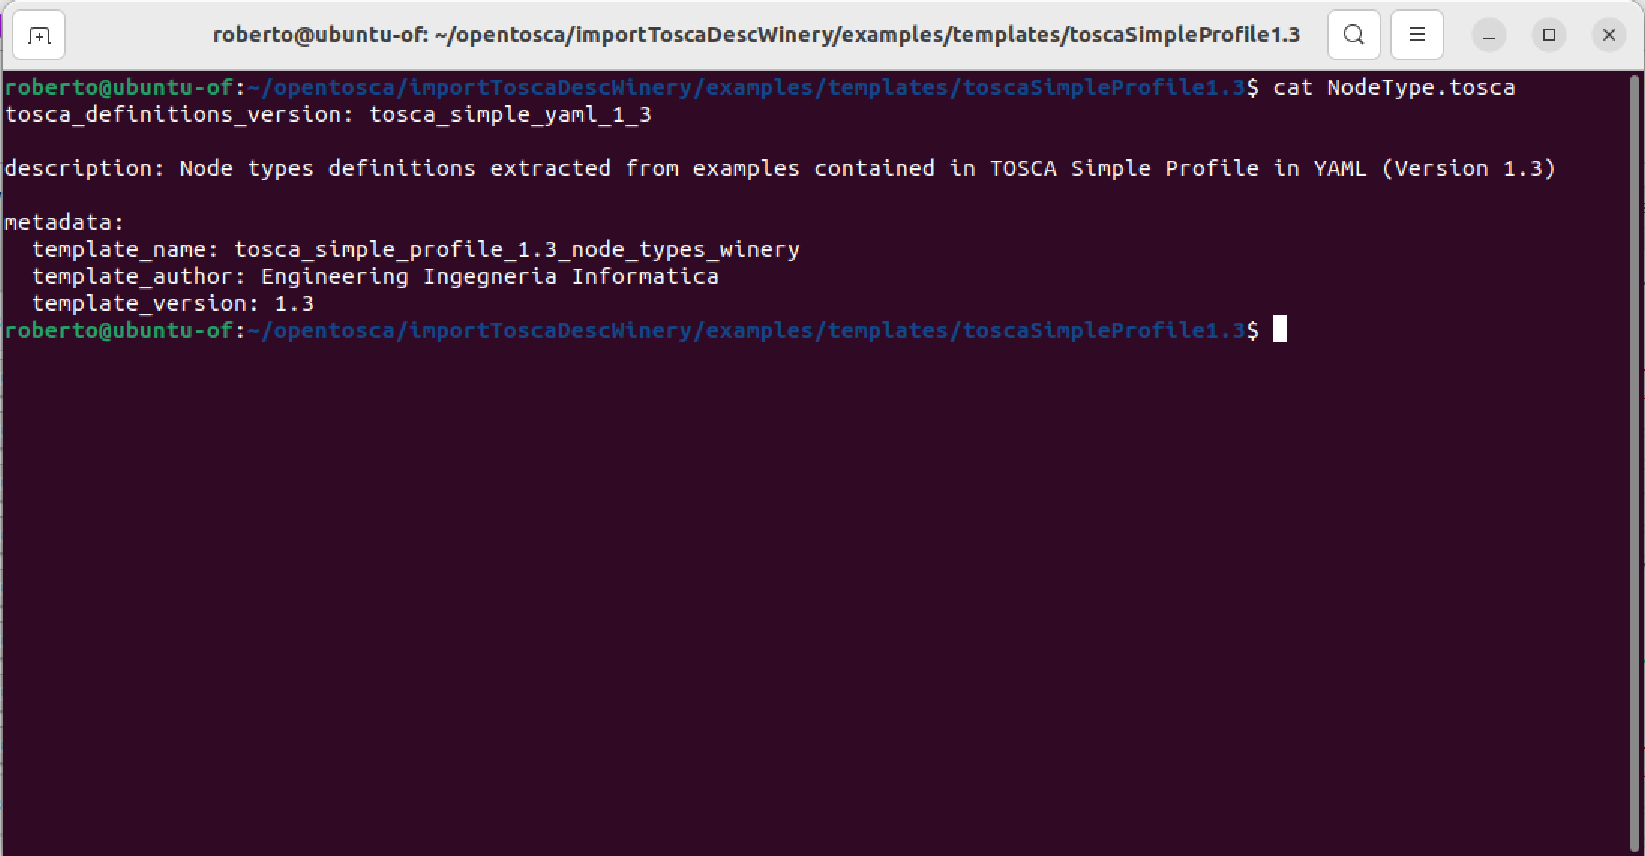 roberto@ubuntu-of: ~/opentosca/importToscaDescWinery/examples/templates/toscaSimpleProfile1.3
roberto@ubuntu-of:~/opentosca/importToscaDescWinery/examples/templates/toscaSimpleProfile1.3$ cat NodeType.tosca
tosca_definitions_version: tosca_simple_yaml_1_3
description: Node types definitions extracted from examples contained in TOSCA Simple Profile in YAML (Version 1.3)
metadata:
  template_name: tosca_simple_profile_1.3_node_types_winery
  template_author: Engineering Ingegneria Informatica
  template_version: 1.3
roberto@ubuntu-of:~/opentosca/importToscaDescWinery/examples/templates/toscaSimpleProfile1.3$